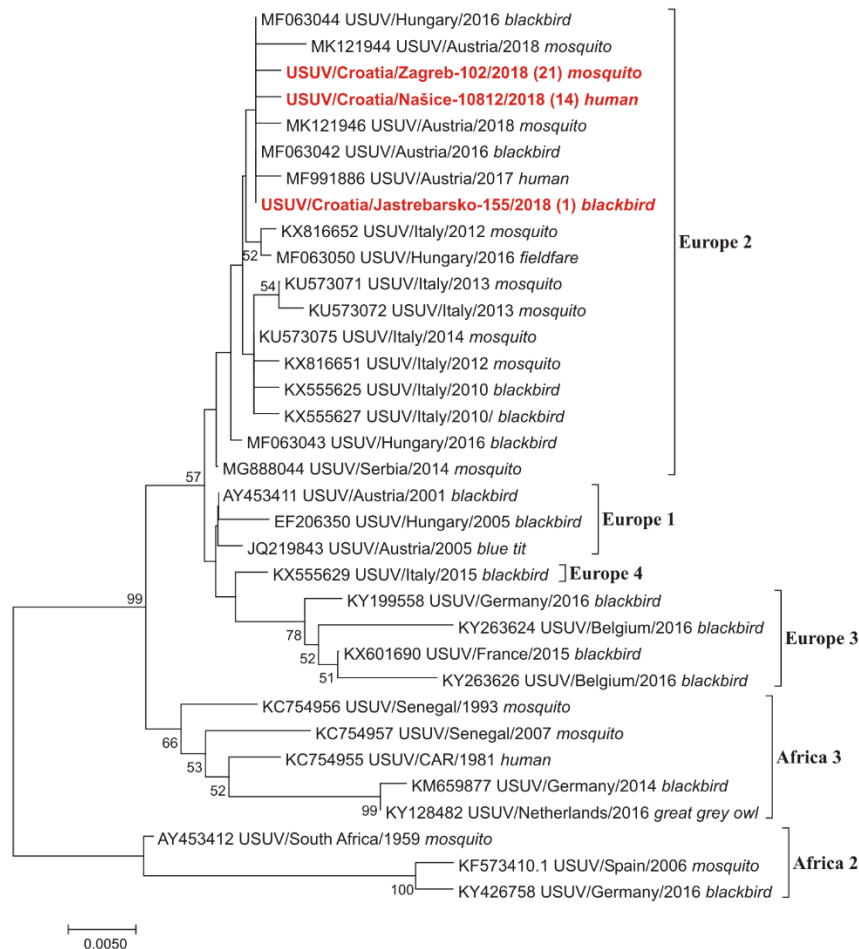 MF063044 USUV/Hungary/2016 blackbird
MK121944 USUV/Austria/2018 mosquito
USUV/Croatia/Zagreb-102/2018 (21) mosquito
USUV/Croatia/Našice-10812/2018 (14) human
MK121946 USUV/Austria/2018 mosquito
MF063042 USUV/Austria/2016 blackbird
MF991886 USUV/Austria/2017 human
USUV/Croatia/Jastrebarsko-155/2018 (1) blackbird
KX816652 USUV/Italy/2012 mosquito
Europe 2
52
MF063050 USUV/Hungary/2016 fieldfare
KU573071 USUV/Italy/2013 mosquito
54
KU573072 USUV/Italy/2013 mosquito
KU573075 USUV/Italy/2014 mosquito
KX816651 USUV/Italy/2012 mosquito
KX555625 USUV/Italy/2010 blackbird
KX555627 USUV/Italy/2010/ blackbird
MF063043 USUV/Hungary/2016 blackbird
MG888044 USUV/Serbia/2014 mosquito
57
AY453411 USUV/Austria/2001 blackbird
EF206350 USUV/Hungary/2005 blackbird
Europe 1
JQ219843 USUV/Austria/2005 blue tit
KX555629 USUV/Italy/2015 blackbird
Europe 4
99
KY199558 USUV/Germany/2016 blackbird
78
KY263624 USUV/Belgium/2016 blackbird
Europe 3
52
KX601690 USUV/France/2015 blackbird
51
KY263626 USUV/Belgium/2016 blackbird
KC754956 USUV/Senegal/1993 mosquito
66
KC754957 USUV/Senegal/2007 mosquito
53
KC754955 USUV/CAR/1981 human
Africa 3
52
KM659877 USUV/Germany/2014 blackbird
99
KY128482 USUV/Netherlands/2016 great grey owl
AY453412 USUV/South Africa/1959 mosquito
KF573410.1 USUV/Spain/2006 mosquito
Africa 2
100
KY426758 USUV/Germany/2016 blackbird
0.0050